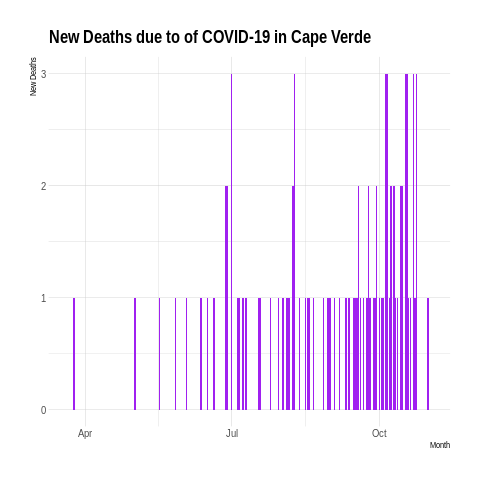 New Deaths due to of COVID-19 in Cape Verde
New Deaths
3
2
1
0
Apr Jul Oct
Month